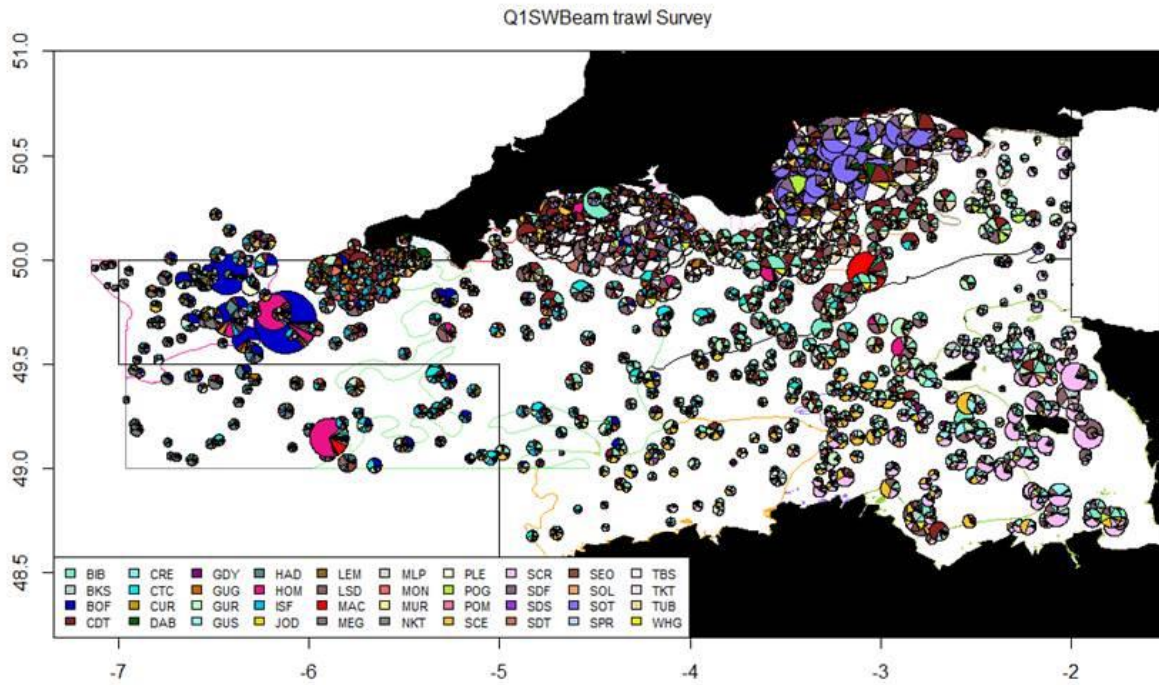 Q1SWBeam trawl Survey
51.0
50.5
50.0
49.5
49.0
48.5
BIB CRE GDY HAD LEM MLP PLE SCR SEO TBS
BKS CTC GUG HOM LSD MON POG SDF SOL TKT
BOF CUR GUR ISF MAC MUR POM SDS SOT TUB
CDT DAB GUS JOD MEG NKT SCE SDT SPR WHG
-7 -6 -5 -4 -3 -2